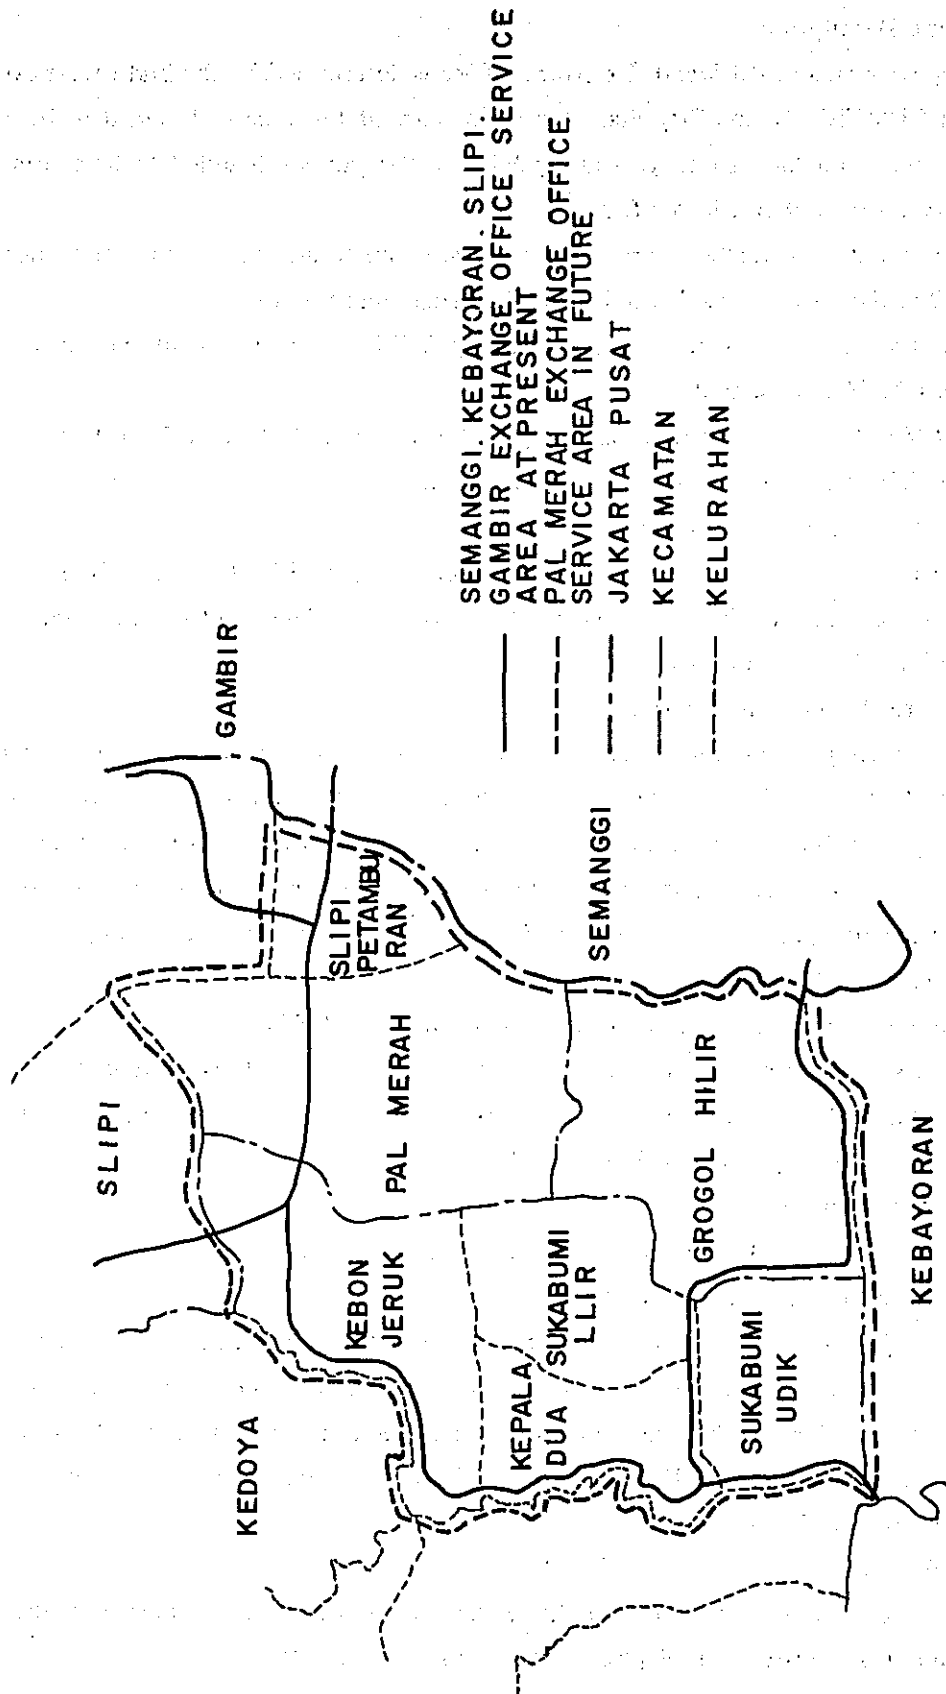 SLIPI
GAMBIR
KEDOYA
SLIPI
PETAMBU
RAN
PAL MERAH
KEBON
JERUK
SEMANGGI
KEPALA
DUA
SUKABUMI
LLIR
GROGOL HILIR
SUKABUMI
UDIK
KEBAYORAN
SEMANGGI. KEBAYORAN. SLIPI.
GAMBIR EXCHANGE OFFICE SERVICE
AREA AT PRESENT
PAL MERAH EXCHANGE OFFICE
SERVICE AREA IN FUTURE
JAKARTA PUSAT
KECAMATAN
KELURAHAN